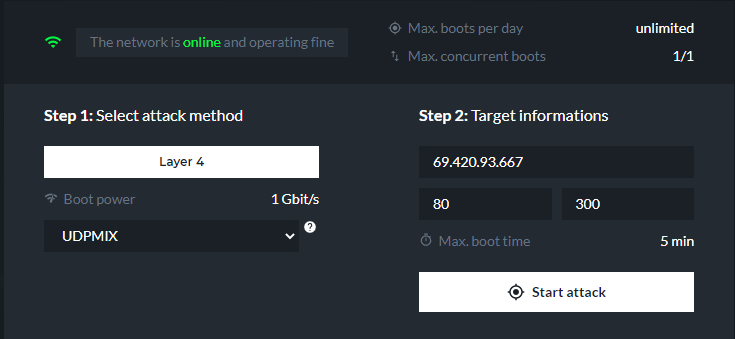 The network is online and operating fine
Max. boots per day unlimited
Max. concurrent boots 1/1
Step 1: Select attack method
Layer 4
Boot power 1 Gbit/s
UDPMIX ?
Step 2: Target informations
69.420.93.667
80 300
Max. boot time 5 min
Start attack